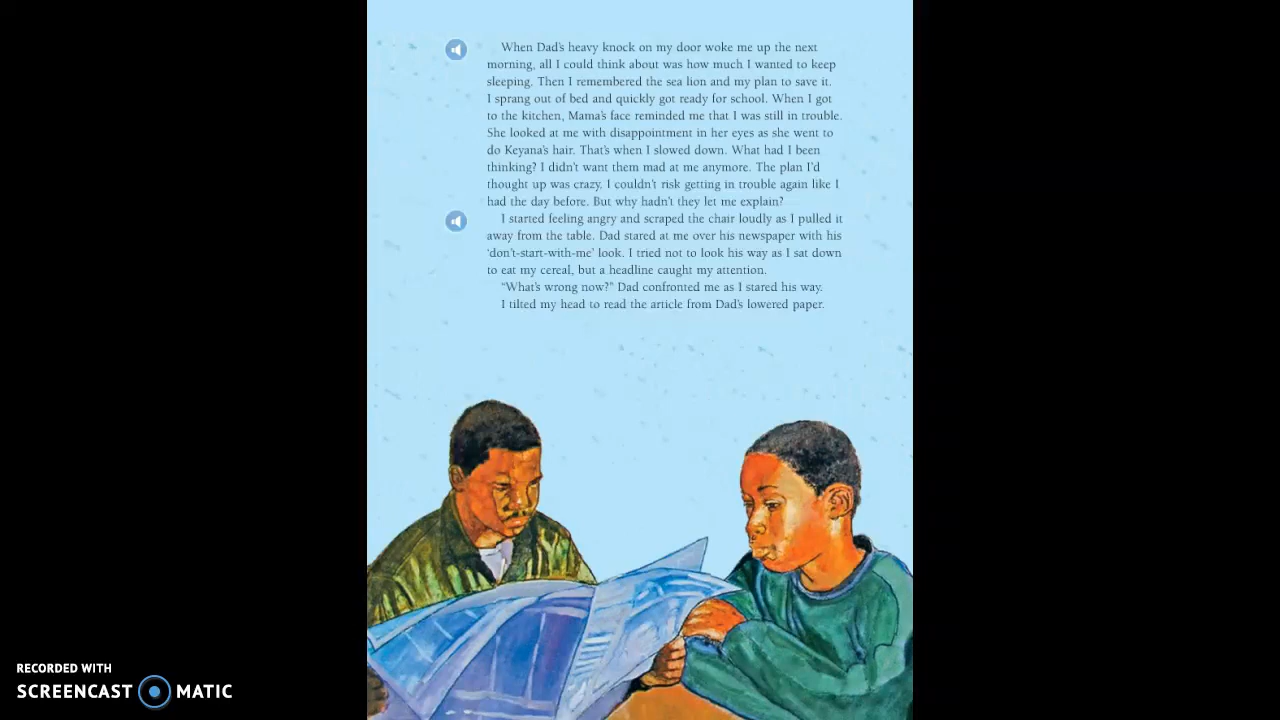 When Dad's heavy knock on my door woke me up the next
morning, all I could think about was how much I wanted to keep
sleeping. Then I remembered the sea lion and my plan to save it.
I sprang out of bed and quickly got ready for school. When I got
to the kitchen, Mama's face reminded me that I was still in trouble.
She looked at me with disappointment in her eyes as she went to
do Keyana's hair. That's when I slowed down. What had I been
thinking? I didn't want them mad at me anymore. The plan I'd
thought up was crazy. I couldn't risk getting in trouble again like I
had the day before. But why hadn't they let me explain?
I started feeling angry and scraped the chair loudly as I pulled it
away from the table. Dad stared at me over his newspaper with his
'don't-start-with-me' look. I tried not to look his way as I sat down
to eat my cereal, but a headline caught my attention.
"What's wrong now?" Dad confronted me as I stared his way.
I tilted my head to read the article from Dad's lowered paper.
RECORDED WITH
SCREENCAST MATIC